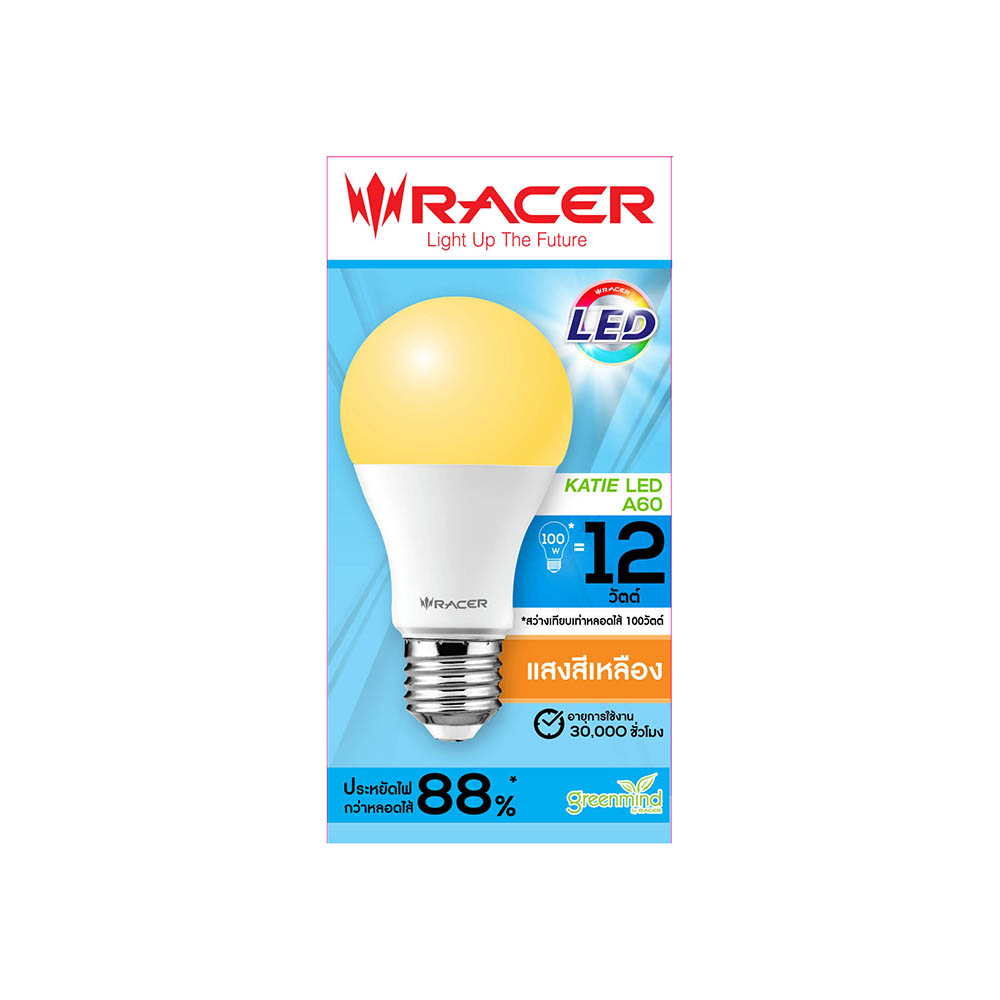 RACER
Light Up The Future
RACER
LED
KATIE LED
A60
100
W
* = 12
วัตต์
*สว่างเทียบเท่าหลอดไส้ 100วัตต์
RACER
แสงสีเหลือง
อายุการใช้งาน
30,000 ชั่วโมง
ประหยัดไฟ
กว่าหลอดไส้ 88%*
greenmind
by RACER